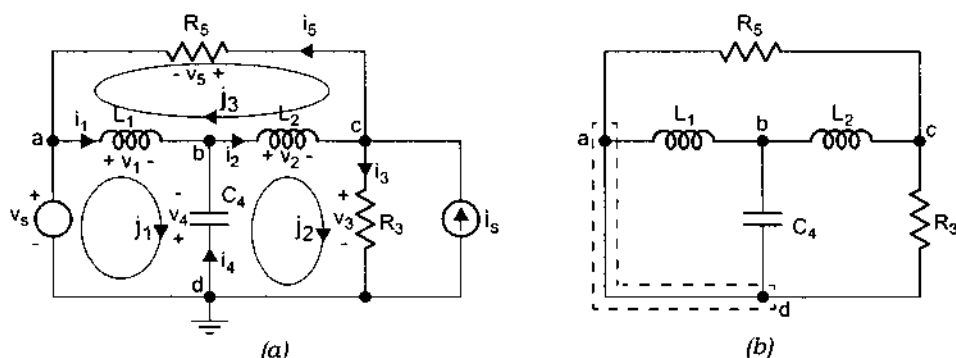 R5 i5
- v5 +
j3
a i1 L1 b i2 L2 c
+ v1 - + v2 -
i3
+ vs - j1 - v4 + C4 j2 + v3 - R3 is
i4
d
(a)
R5
a L1 b L2 c
C4 R3
d
(b)